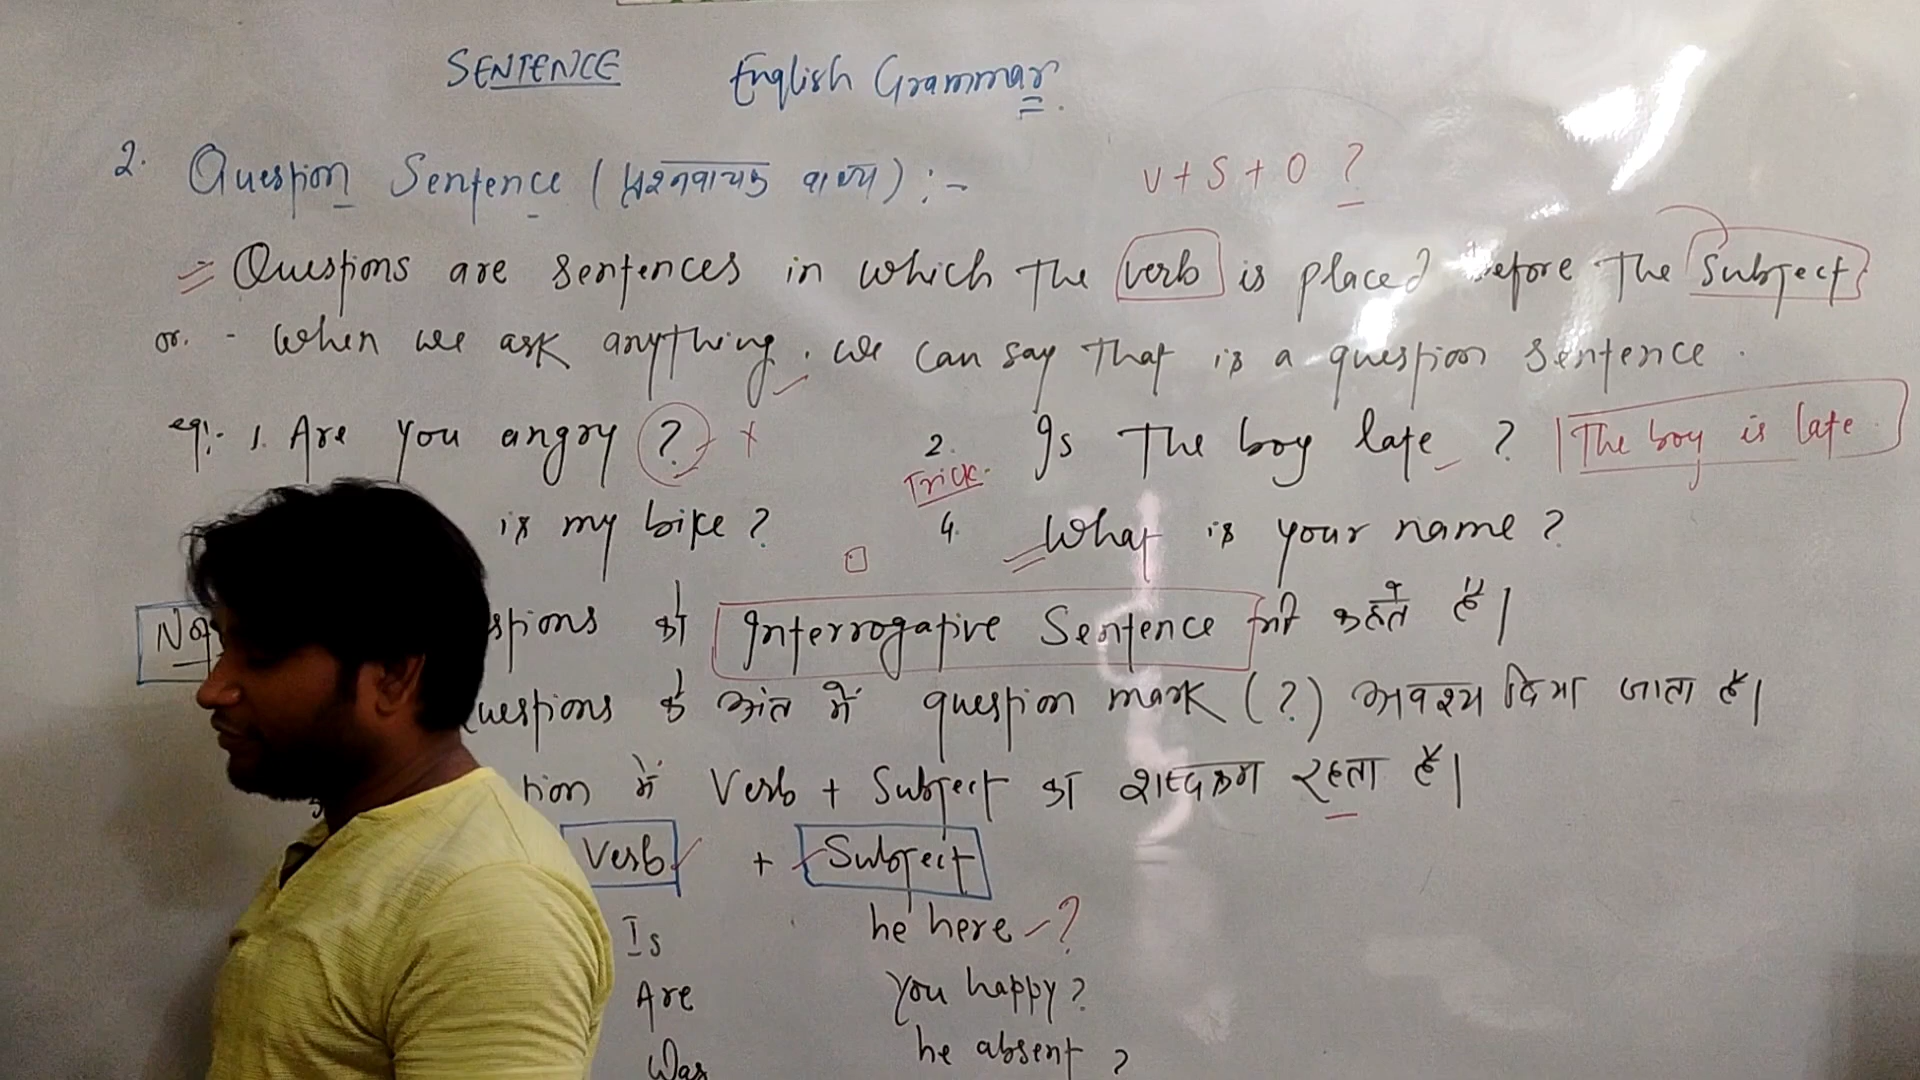 SENTENCE English Grammar.
2. Question Sentence (प्रश्नवाचक वाक्य) :- V + S + O ?
= Questions are sentences in which the verb is placed before the Subject
or. - When we ask anything, we can say that is a question sentence.
eg:- 1. Are you angry ? x 2. Is the boy late ? The boy is late.
Trick.
is my bike ? 4. What is your name ?
stions को Interrogative Sentence भी कहते हैं।
uestions के अंत में question mark (?) अवश्य दिया जाता है।
tion में Verb + Subject का शब्दक्रम रहता है।
Verb + Subject
Is he here - ?
Are you happy ?
Was he absent ?